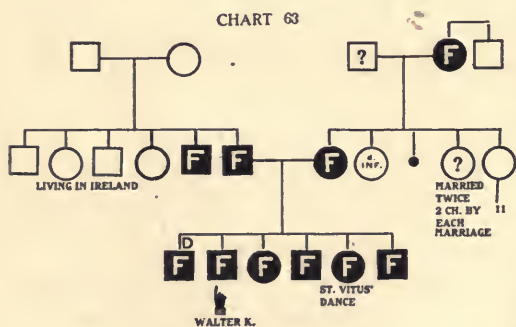 CHART 63
? F
F F F d. INF. ?
LIVING IN IRELAND
MARRIED
TWICE
2 CH. BY
EACH
MARRIAGE
11
D
F F F F F F
ST. VITUS'
DANCE
WALTER K.